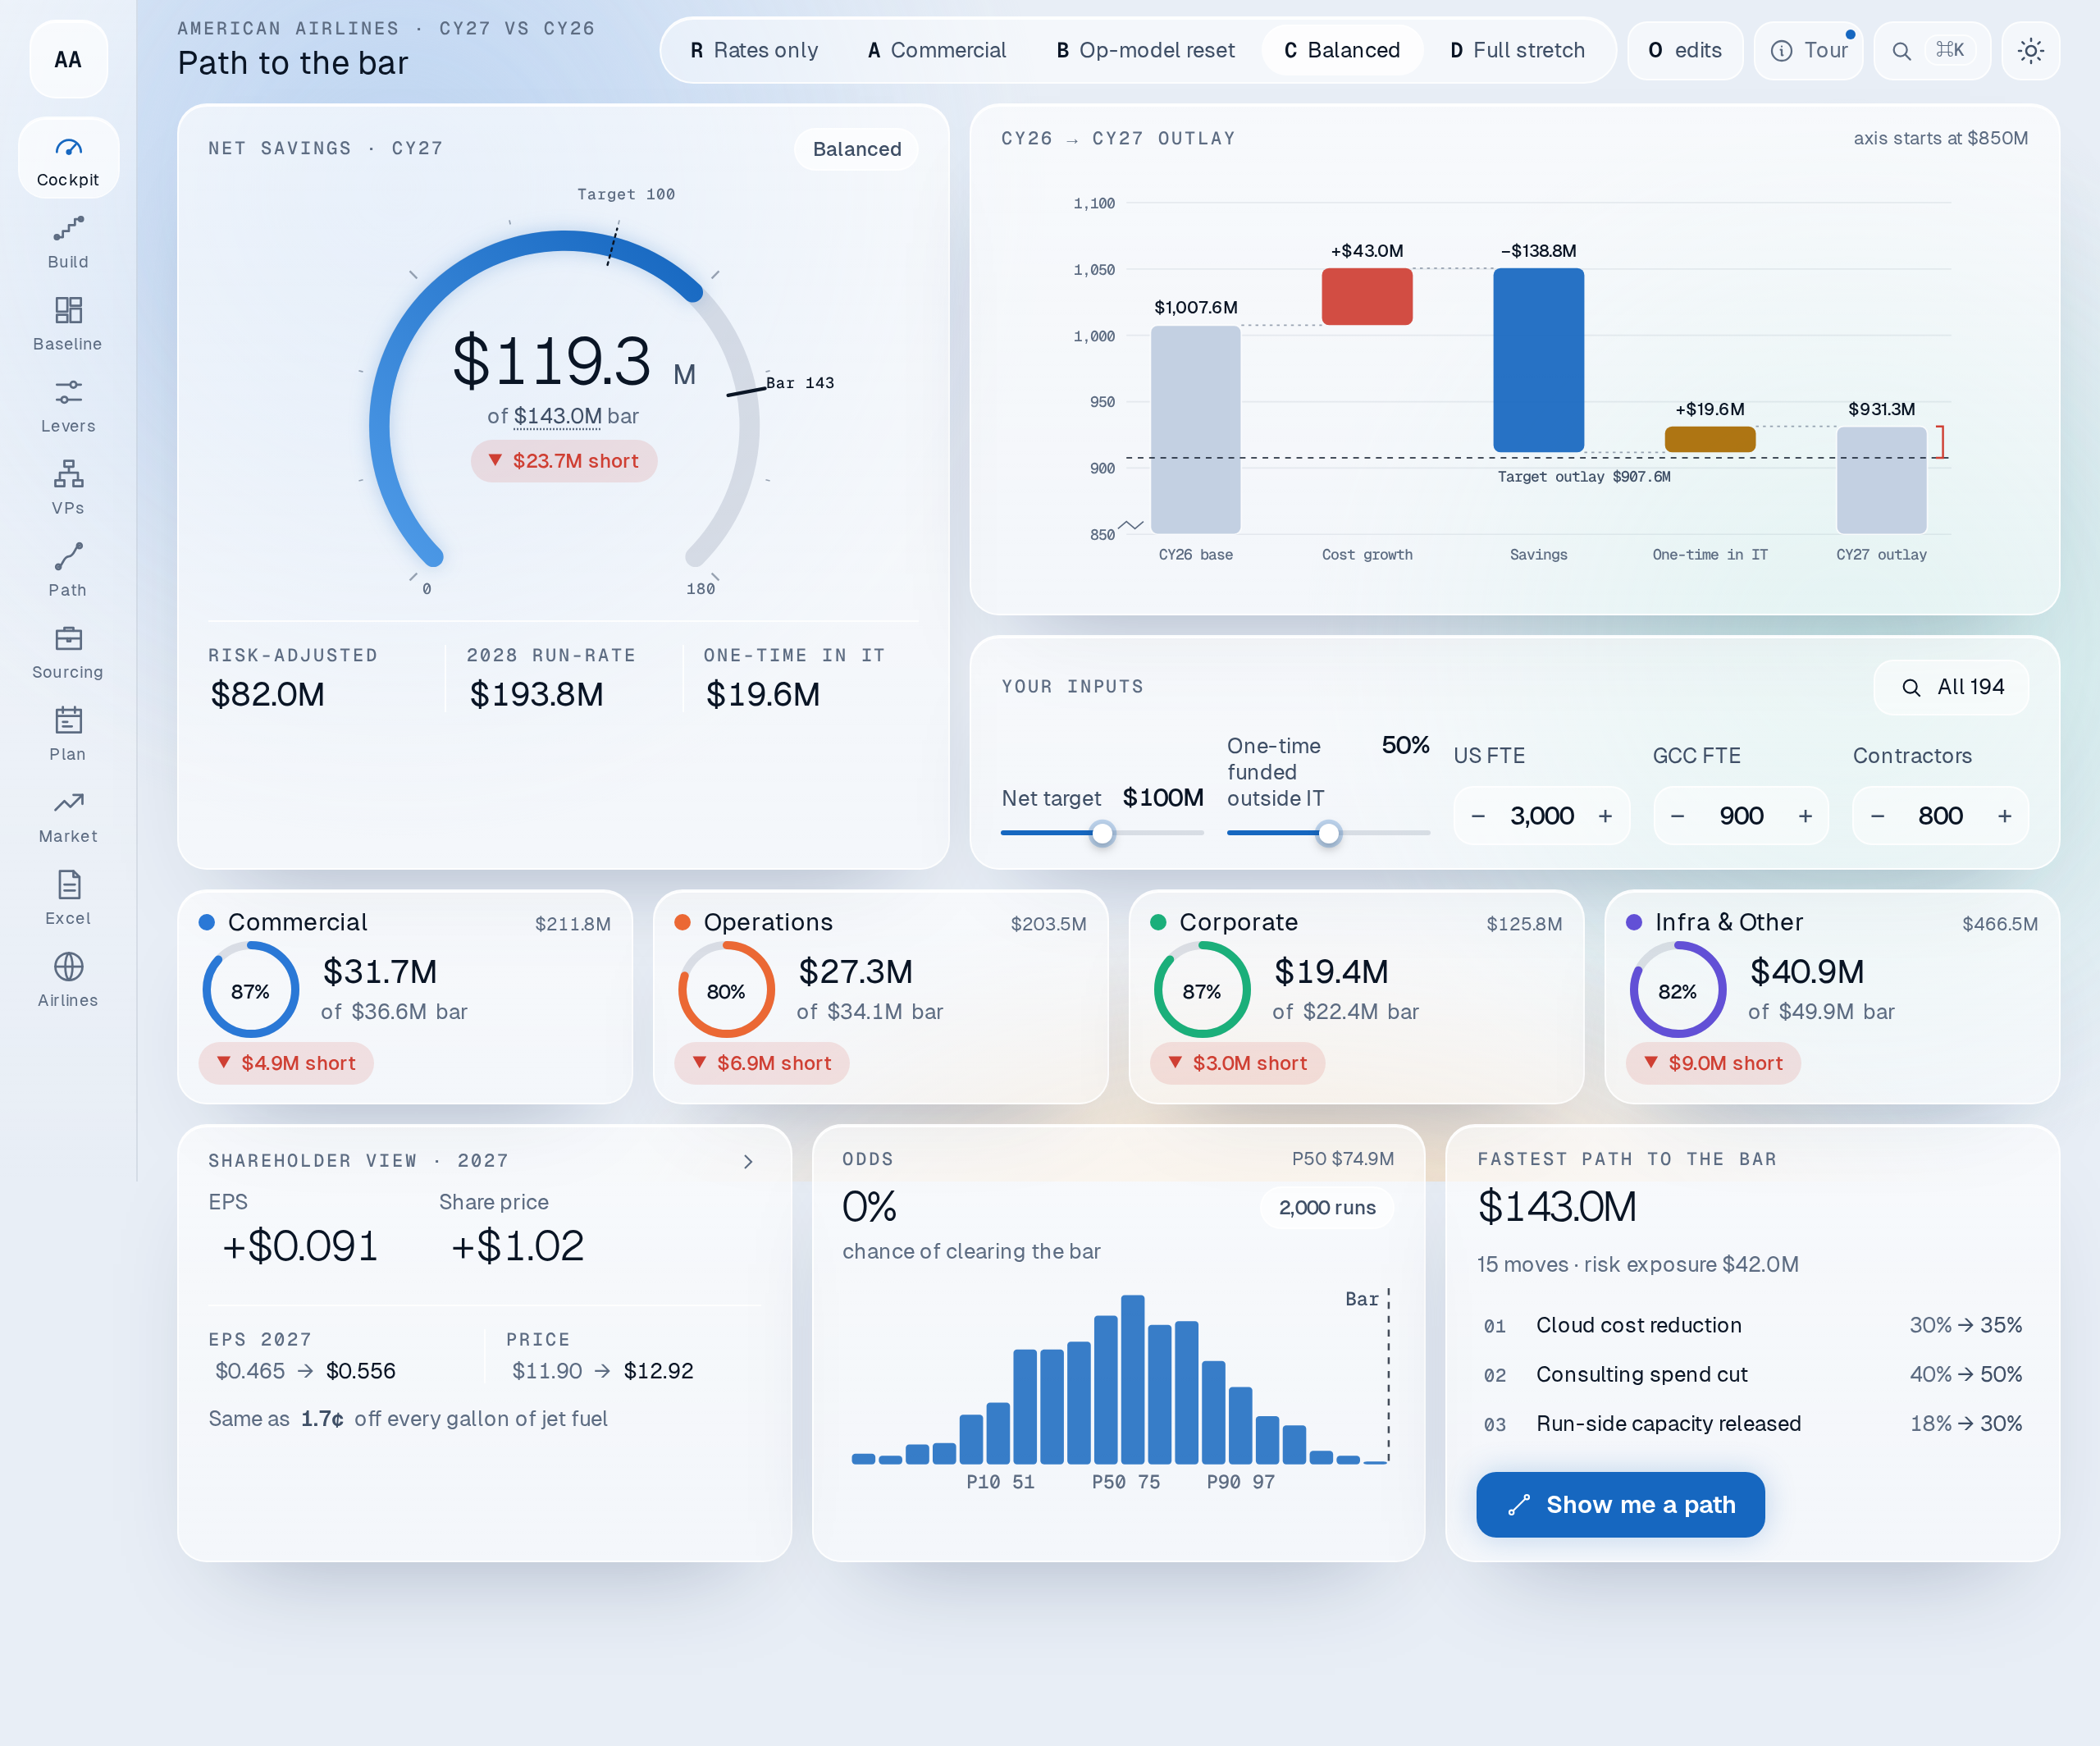 AA
AMERICAN AIRLINES · CY27 VS CY26
Path to the bar
R Rates only
A Commercial
B Op-model reset
C Balanced
D Full stretch
0 edits
Tour
⌘K
Cockpit
Build
Baseline
Levers
VPs
Path
Sourcing
Plan
Market
Excel
Airlines
NET SAVINGS · CY27
Balanced
Target 100
$119.3 M
Bar 143
of $143.0M bar
▼ $23.7M short
0
180
RISK-ADJUSTED
$82.0M
2028 RUN-RATE
$193.8M
ONE-TIME IN IT
$19.6M
CY26 → CY27 OUTLAY
axis starts at $850M
1,100
1,050
1,000
950
900
850
$1,007.6M
+$43.0M
−$138.8M
+$19.6M
$931.3M
Target outlay $907.6M
CY26 base
Cost growth
Savings
One-time in IT
CY27 outlay
YOUR INPUTS
All 194
Net target $100M
One-time funded outside IT 50%
US FTE
− 3,000 +
GCC FTE
− 900 +
Contractors
− 800 +
Commercial
$211.8M
87%
$31.7M
of $36.6M bar
▼ $4.9M short
Operations
$203.5M
80%
$27.3M
of $34.1M bar
▼ $6.9M short
Corporate
$125.8M
87%
$19.4M
of $22.4M bar
▼ $3.0M short
Infra & Other
$466.5M
82%
$40.9M
of $49.9M bar
▼ $9.0M short
SHAREHOLDER VIEW · 2027
EPS
+$0.091
Share price
+$1.02
EPS 2027
$0.465 → $0.556
PRICE
$11.90 → $12.92
Same as 1.7¢ off every gallon of jet fuel
ODDS
P50 $74.9M
0%
2,000 runs
chance of clearing the bar
Bar
P10 51
P50 75
P90 97
FASTEST PATH TO THE BAR
$143.0M
15 moves · risk exposure $42.0M
01 Cloud cost reduction 30% → 35%
02 Consulting spend cut 40% → 50%
03 Run-side capacity released 18% → 30%
Show me a path